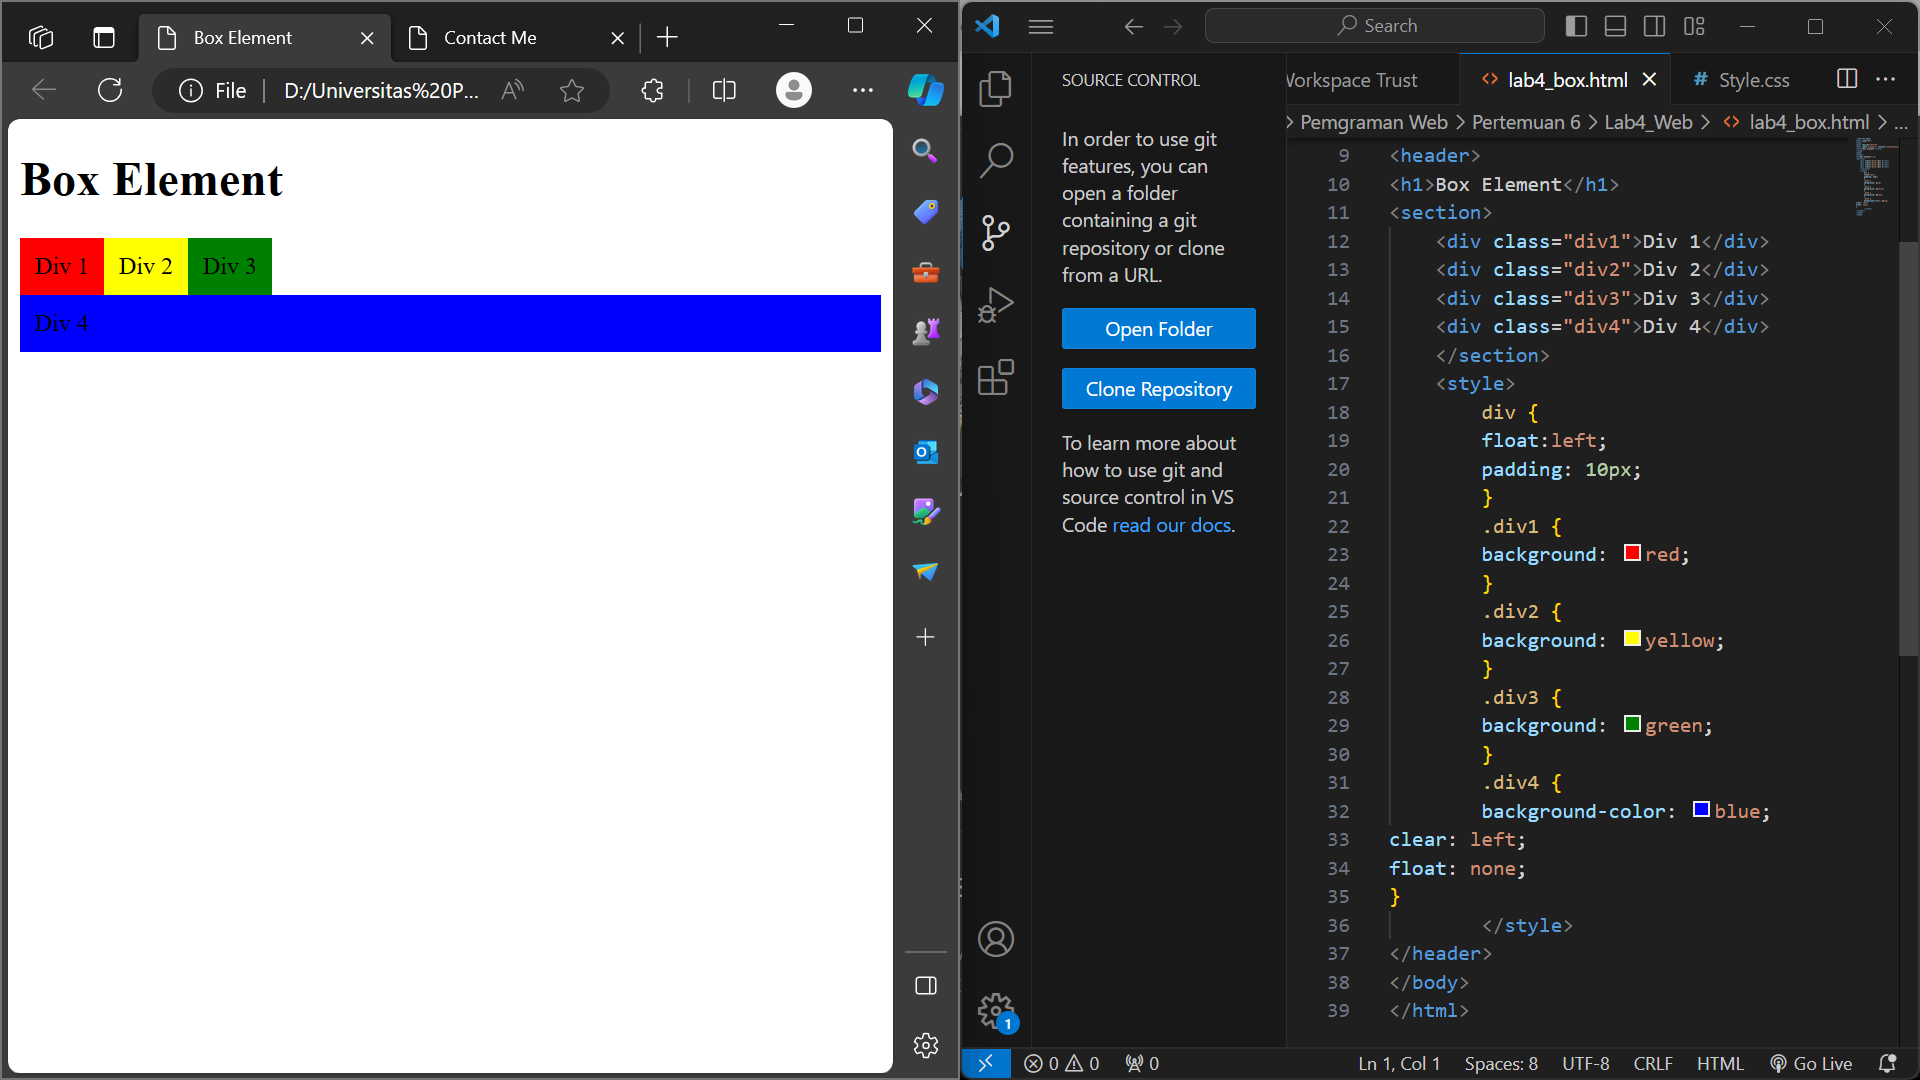 Box Element
Contact Me
File
D:/Universitas%20P...
Box Element
Div 1
Div 2
Div 3
Div 4
Search
SOURCE CONTROL
In order to use git
features, you can
open a folder
containing a git
repository or clone
from a URL.
Open Folder
Clone Repository
To learn more about
how to use git and
source control in VS
Code read our docs.
1
Workspace Trust
<> lab4_box.html
# Style.css
> Pemgraman Web > Pertemuan 6 > Lab4_Web > <> lab4_box.html > ...
9 <header>
10 <h1>Box Element</h1>
11 <section>
12 <div class="div1">Div 1</div>
13 <div class="div2">Div 2</div>
14 <div class="div3">Div 3</div>
15 <div class="div4">Div 4</div>
16 </section>
17 <style>
18 div {
19 float:left;
20 padding: 10px;
21 }
22 .div1 {
23 background: red;
24 }
25 .div2 {
26 background: yellow;
27 }
28 .div3 {
29 background: green;
30 }
31 .div4 {
32 background-color: blue;
33 clear: left;
34 float: none;
35 }
36 </style>
37 </header>
38 </body>
39 </html>
0 0 0
Ln 1, Col 1
Spaces: 8
UTF-8
CRLF
HTML
Go Live